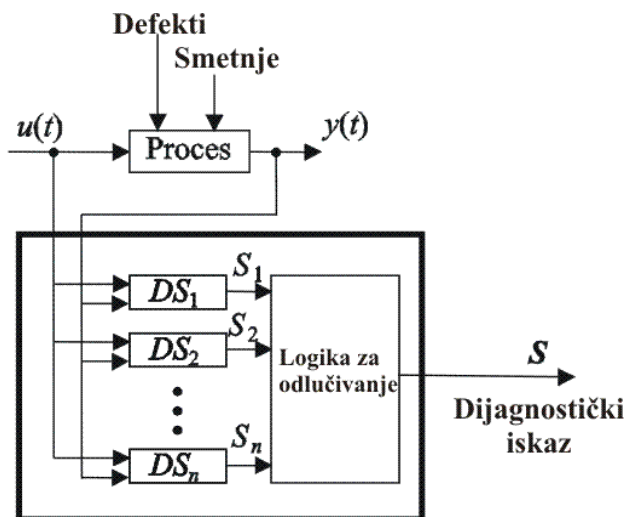 Defekti
Smetnje
u(t)
Proces
y(t)
DS₁
S₁
DS₂
S₂
Logika za
odlučivanje
DSₙ
Sₙ
S
Dijagnostički
iskaz